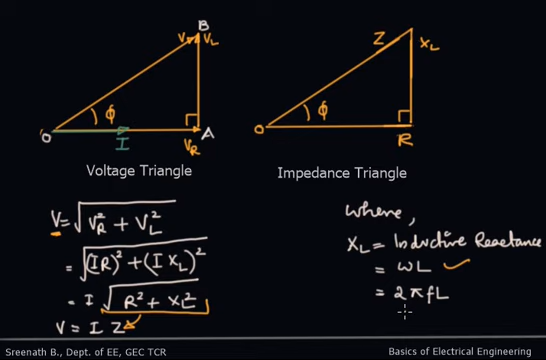 B
V V_L
ϕ
O I V_R A
Z X_L
ϕ
O R
Voltage Triangle
Impedance Triangle
V = √(V_R² + V_L²)
= √((IR)² + (I X_L)²)
= I √(R² + X_L²)
V = I Z
where,
X_L = Inductive Reactance
= ωL
= 2πfL
Sreenath B., Dept. of EE, GEC TCR
Basics of Electrical Engineering